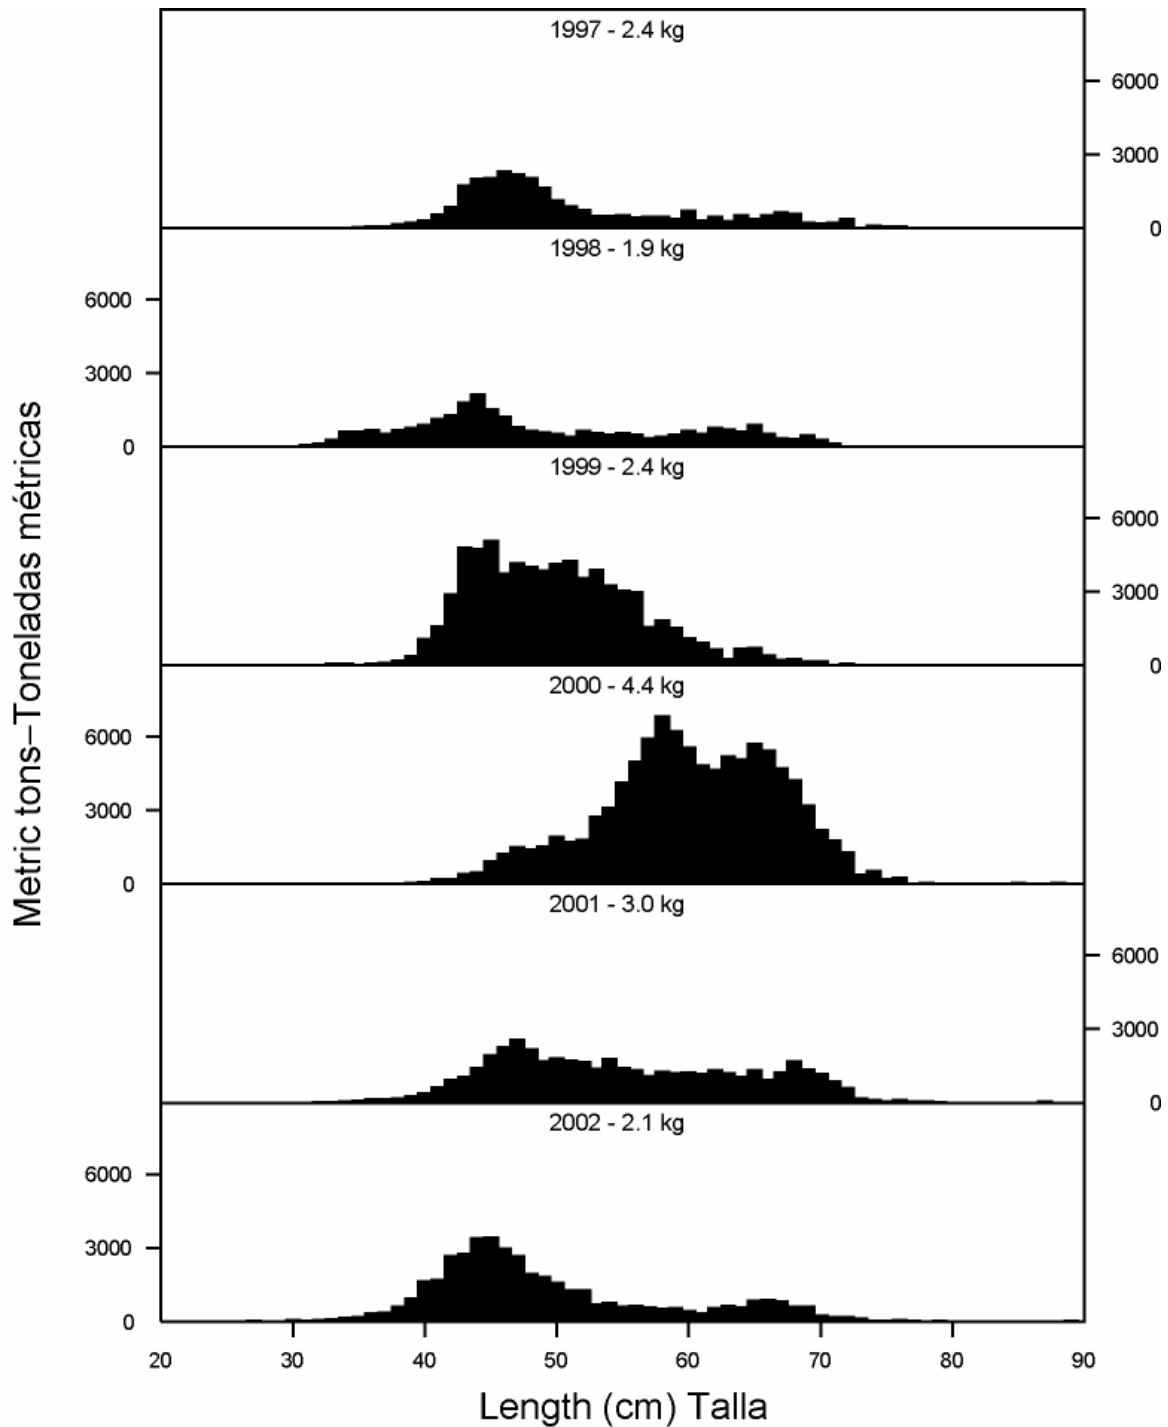 1997 - 2.4 kg
6000
3000
0
1998 - 1.9 kg
6000
3000
0
1999 - 2.4 kg
6000
3000
0
2000 - 4.4 kg
6000
3000
0
2001 - 3.0 kg
6000
3000
0
2002 - 2.1 kg
6000
3000
0
20 30 40 50 60 70 80 90
Length (cm) Talla
Metric tons–Toneladas métricas